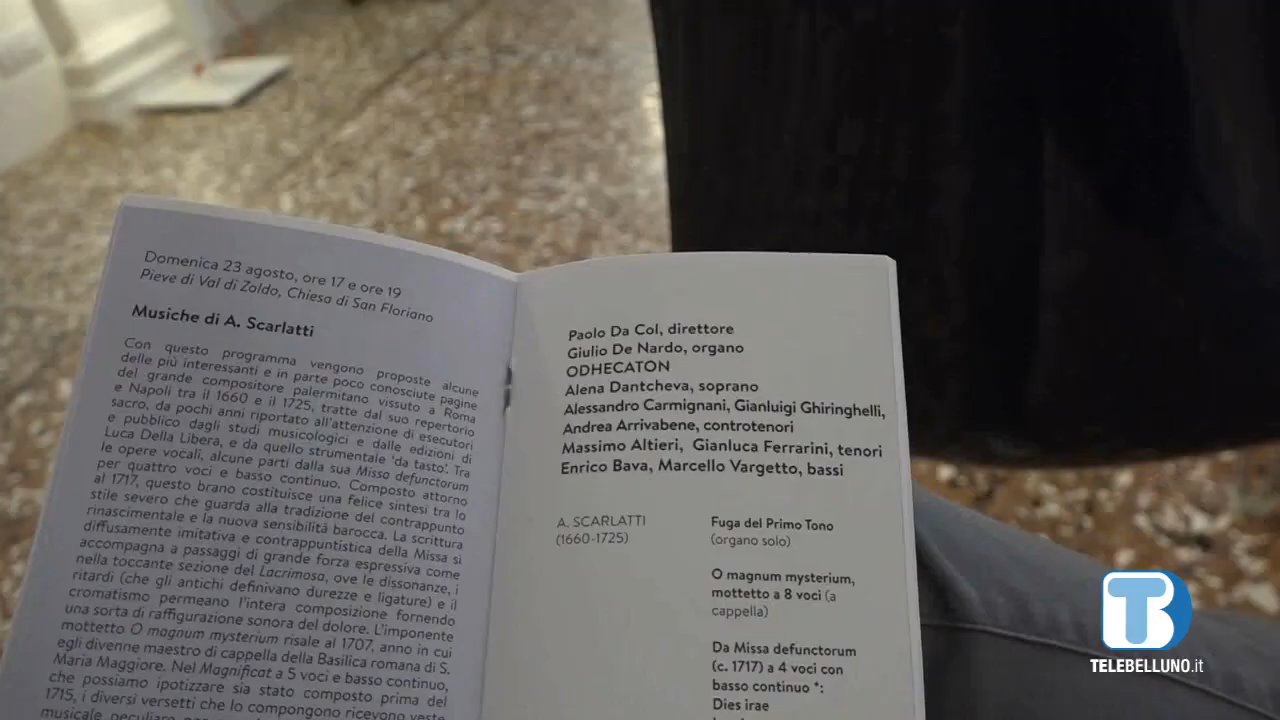 Domenica 23 agosto, ore 17 e ore 19
Pieve di Val di Zoldo, Chiesa di San Floriano
Musiche di A. Scarlatti
Con questo programma vengono proposte alcune
delle più interessanti e in parte poco conosciute pagine
del grande compositore palermitano vissuto a Roma
e Napoli tra il 1660 e il 1725, tratte dal suo repertorio
sacro, da pochi anni riportato all'attenzione di esecutori
e pubblico dagli studi musicologici e dalle edizioni di
Luca Della Libera, e da quello strumentale 'da tasto'. Tra
le opere vocali, alcune parti dalla sua Missa defunctorum
per quattro voci e basso continuo. Composto attorno
al 1717, questo brano costituisce una felice sintesi tra lo
stile severo che guarda alla tradizione del contrappunto
rinascimentale e la nuova sensibilità barocca. La scrittura
diffusamente imitativa e contrappuntistica della Missa si
accompagna a passaggi di grande forza espressiva come
nella toccante sezione del Lacrimosa, ove le dissonanze, i
ritardi (che gli antichi definivano durezze e ligature) e il
cromatismo permeano l'intera composizione fornendo
una sorta di raffigurazione sonora del dolore. L'imponente
mottetto O magnum mysterium risale al 1707, anno in cui
egli divenne maestro di cappella della Basilica romana di S.
Maria Maggiore. Nel Magnificat a 5 voci e basso continuo,
che possiamo ipotizzare sia stato composto prima del
1715, i diversi versetti che lo compongono ricevono veste
musicale peculiare
Paolo Da Col, direttore
Giulio De Nardo, organo
ODHECATON
Alena Dantcheva, soprano
Alessandro Carmignani, Gianluigi Ghiringhelli,
Andrea Arrivabene, controtenori
Massimo Altieri, Gianluca Ferrarini, tenori
Enrico Bava, Marcello Vargetto, bassi
A. SCARLATTI
(1660-1725)
Fuga del Primo Tono
(organo solo)
O magnum mysterium,
mottetto a 8 voci (a
cappella)
Da Missa defunctorum
(c. 1717) a 4 voci con
basso continuo *:
Dies irae
TB
TELEBELLUNO.it